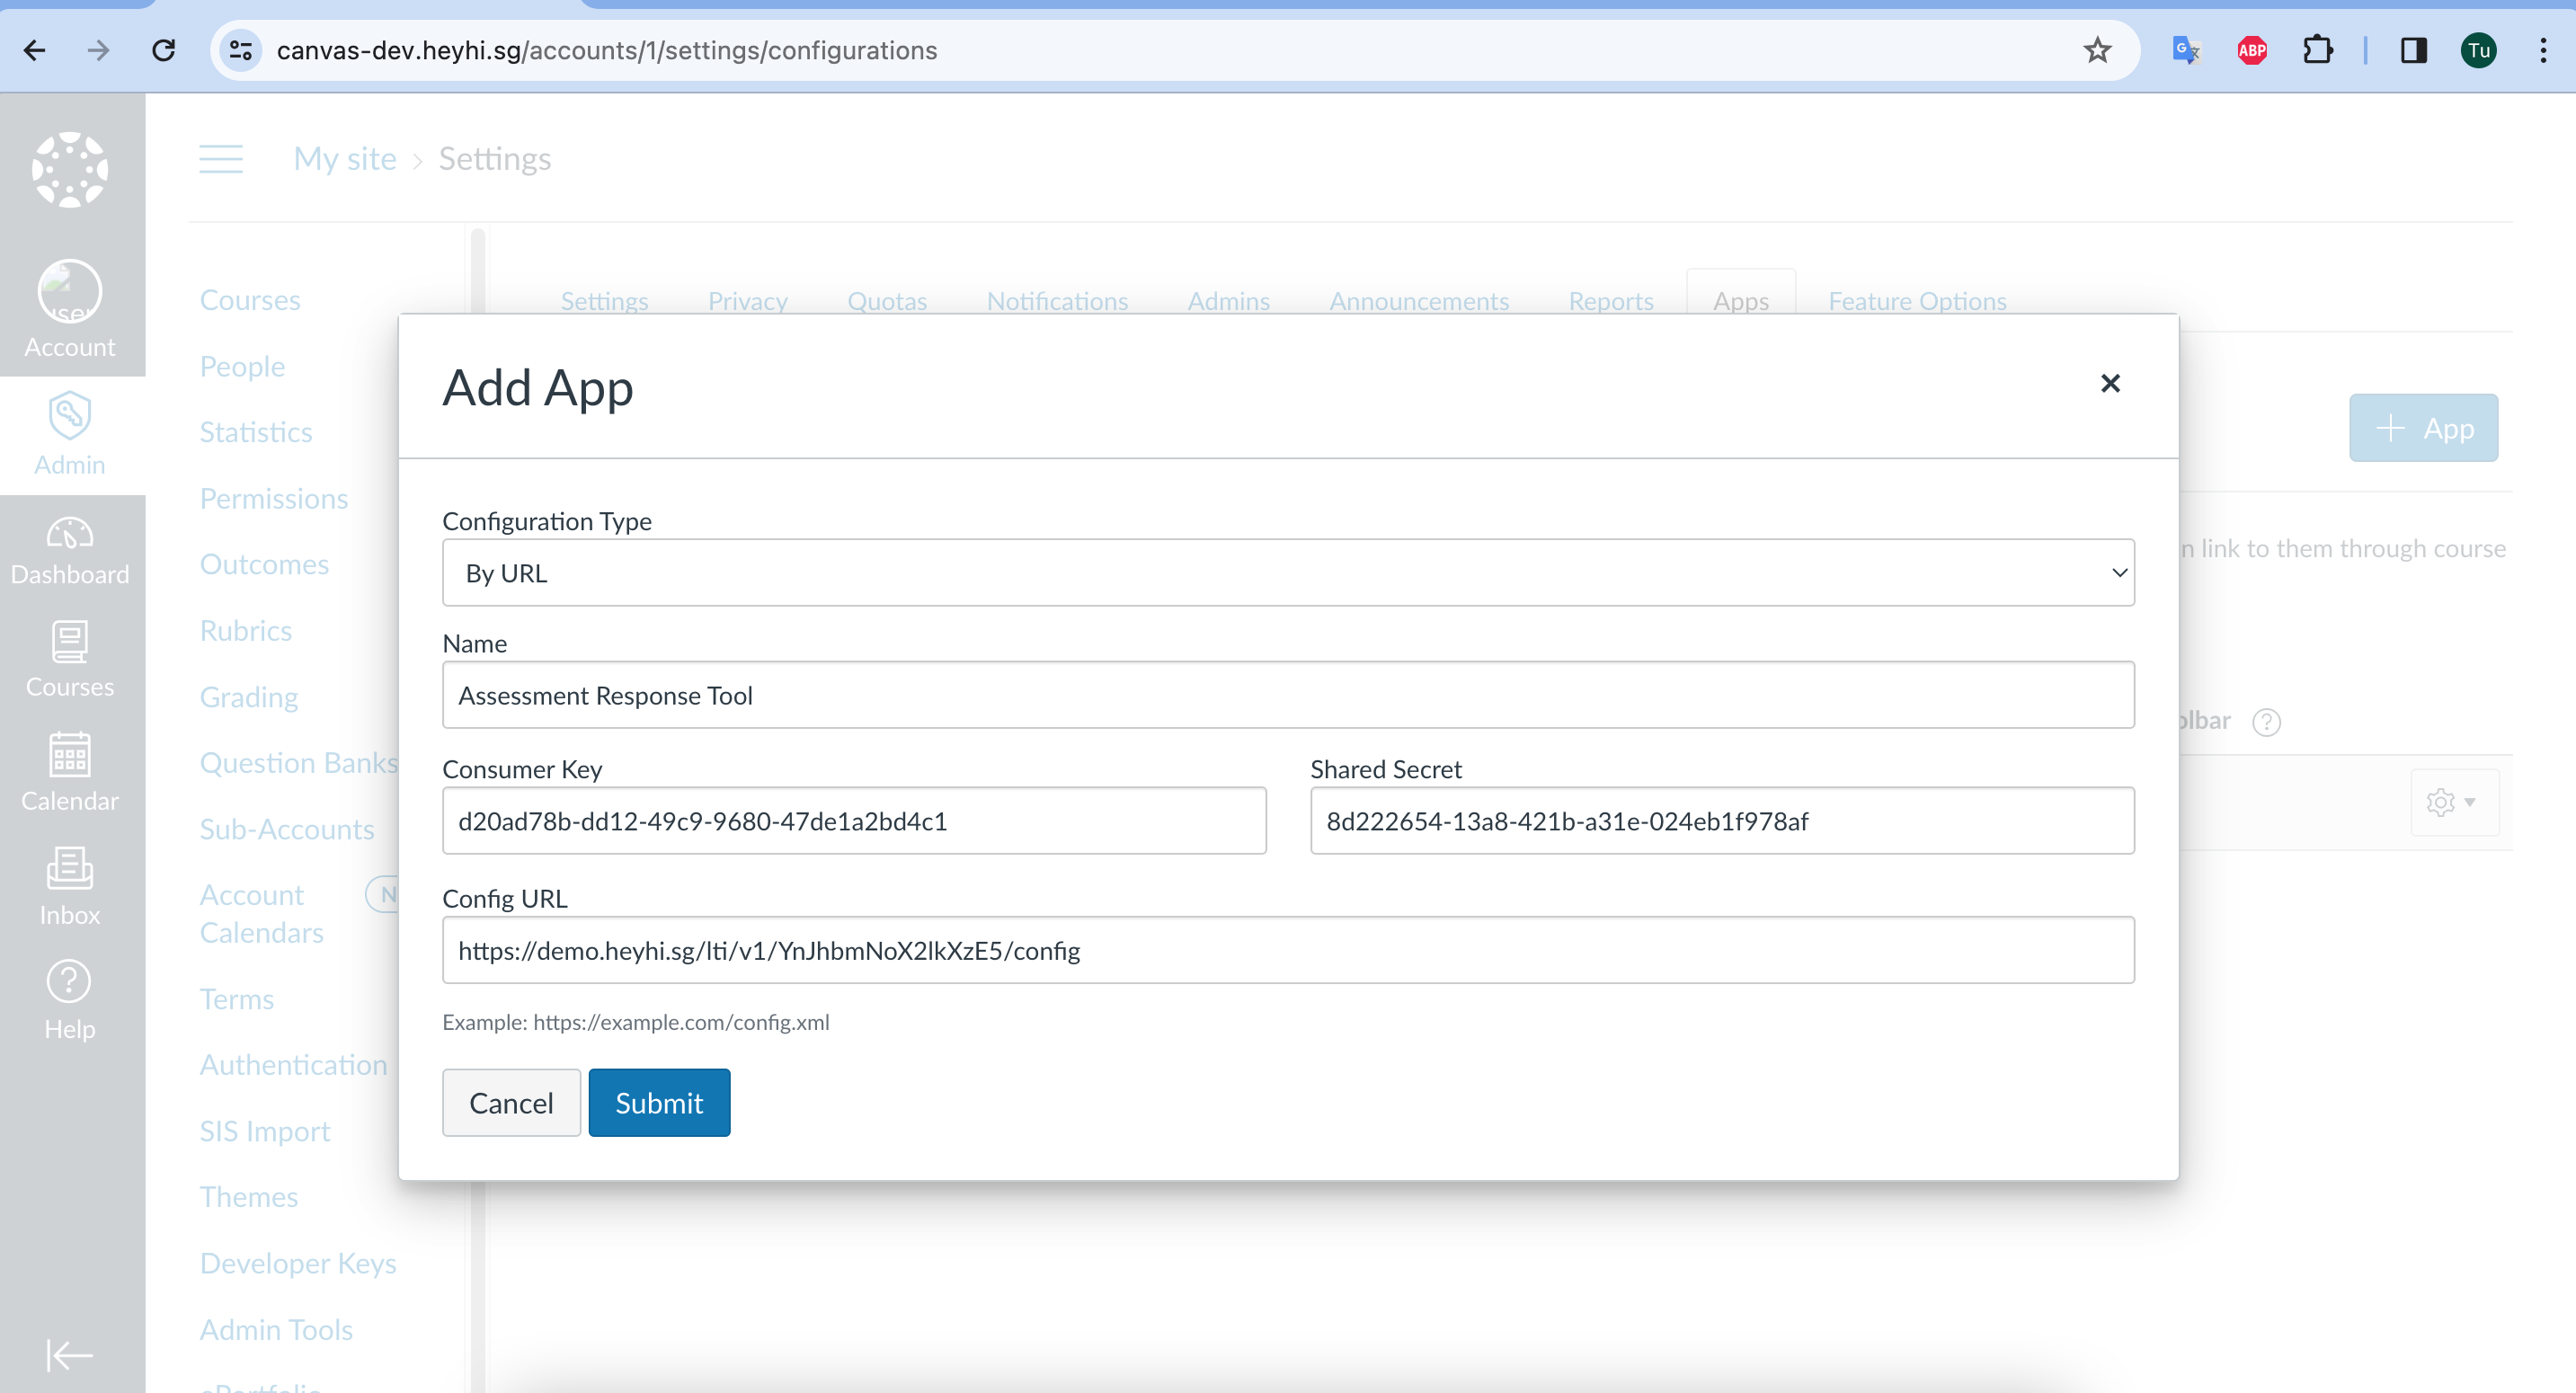 canvas-dev.heyhi.sg/accounts/1/settings/configurations
ABP
Tu
My site > Settings
Account
Admin
Dashboard
Courses
Calendar
Inbox
Help
Courses
People
Statistics
Permissions
Outcomes
Rubrics
Grading
Question Banks
Sub-Accounts
Account
Calendars
Terms
Authentication
SIS Import
Themes
Developer Keys
Admin Tools
Settings Privacy Quotas Notifications Admins Announcements Reports Apps Feature Options
+ App
link to them through course
Add App
Configuration Type
By URL
Name
Assessment Response Tool
Consumer Key Shared Secret
d20ad78b-dd12-49c9-9680-47de1a2bd4c1 8d222654-13a8-421b-a31e-024eb1f978af
Config URL
https://demo.heyhi.sg/lti/v1/YnJhbmNoX2lkXzE5/config
Example: https://example.com/config.xml
Cancel Submit